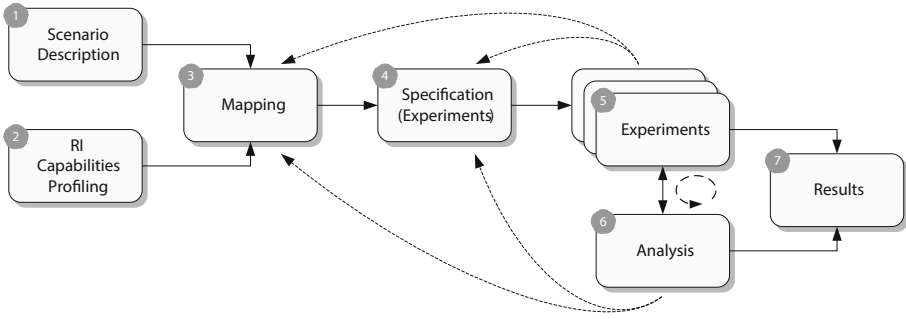 1
Scenario
Description
2
RI
Capabilities
Profiling
3
Mapping
4
Specification
(Experiments)
5
Experiments
6
Analysis
7
Results